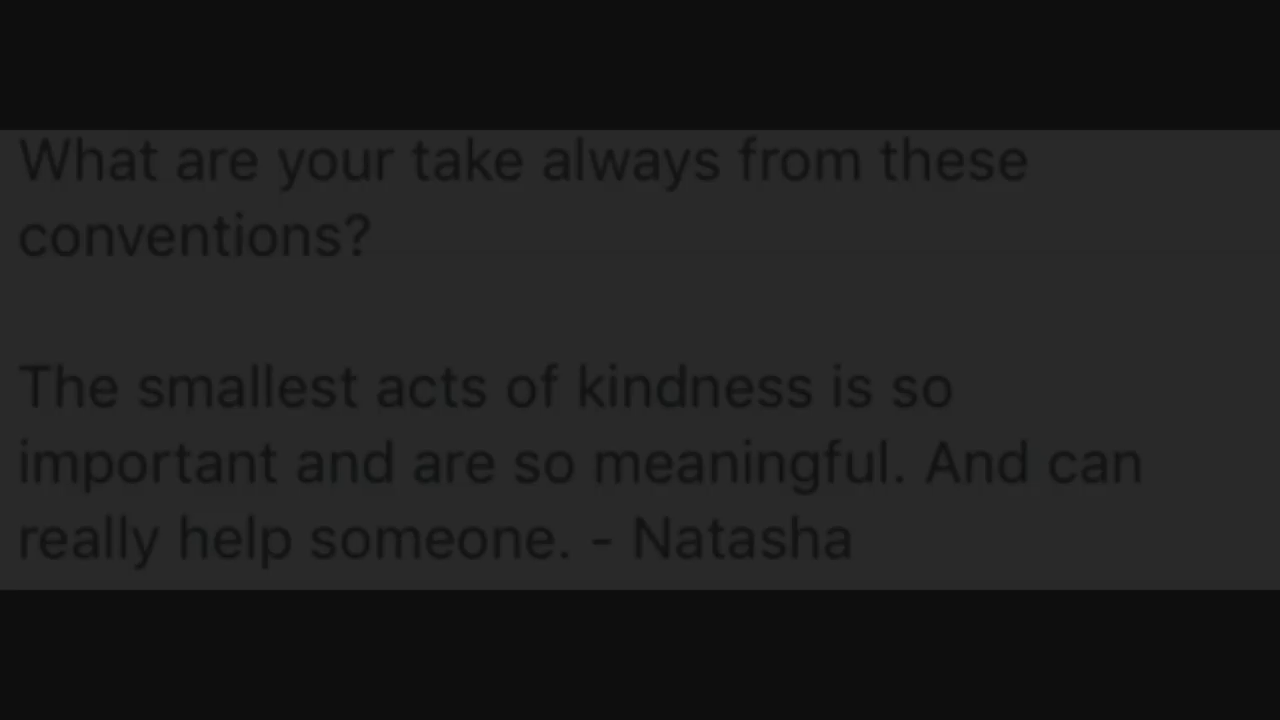 What are your take always from these
conventions?
The smallest acts of kindness is so
important and are so meaningful. And can
really help someone. - Natasha